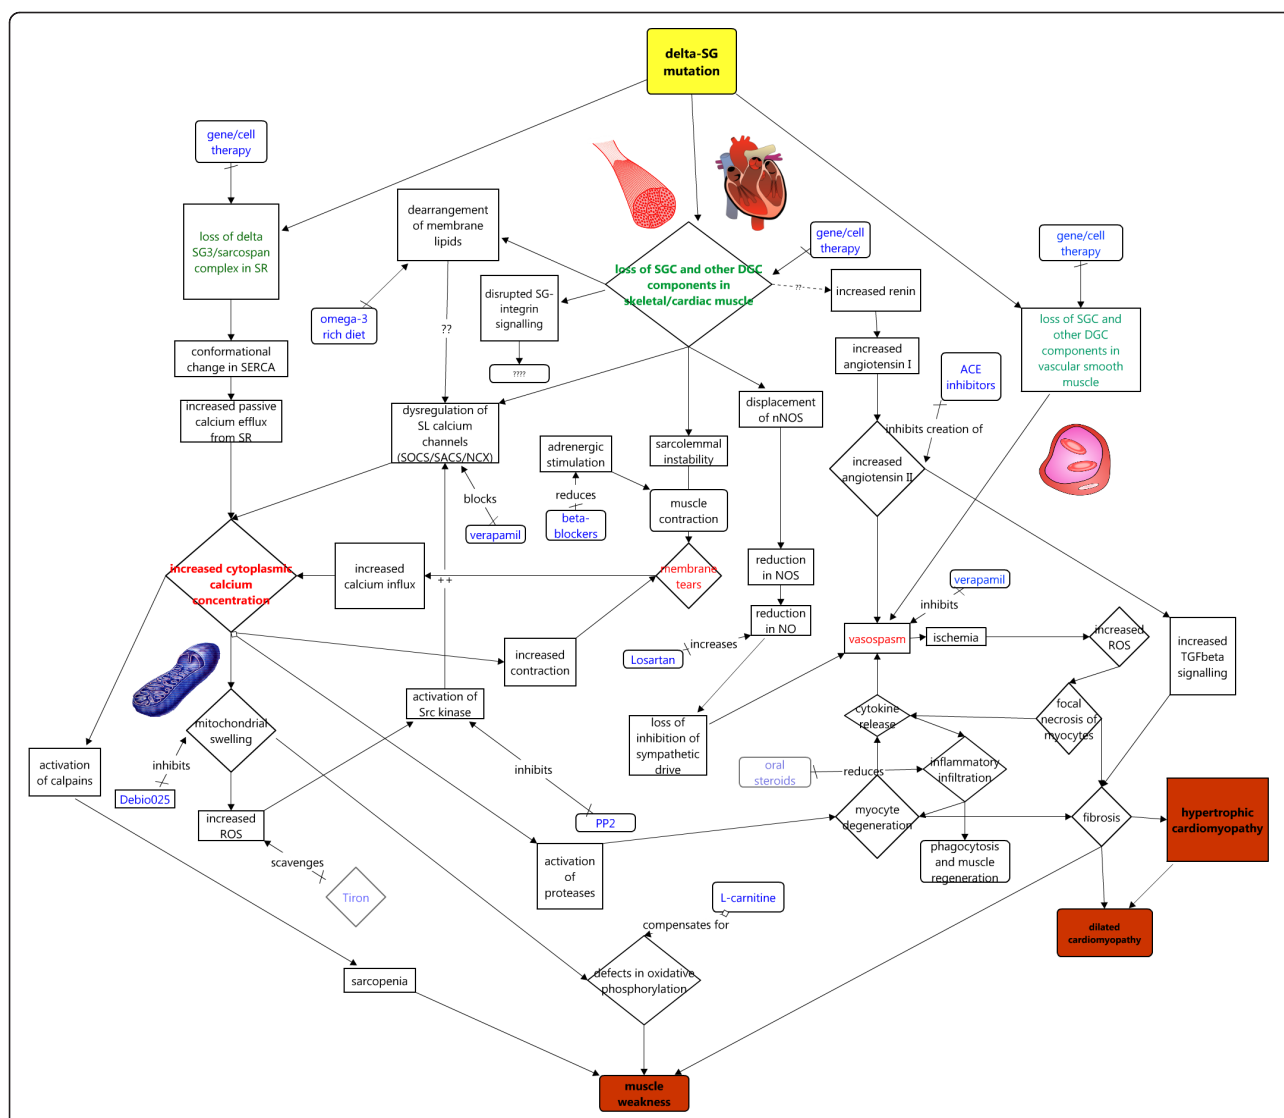 delta-SG
mutation
gene/cell
therapy
dearrangement
of membrane
lipids
loss of delta
SG3/sarcospan
complex in SR
gene/cell
therapy
gene/cell
therapy
loss of SGC and other DGC
components in
skeletal/cardiac muscle
??
increased renin
disrupted SG-
integrin
signalling
omega-3
rich diet
??
????
conformational
change in SERCA
increased
angiotensin I
ACE
inhibitors
loss of SGC
and other
DGC
components in
vascular smooth
muscle
increased passive
calcium efflux
from SR
dysregulation of
SL calcium
channels
(SOCS/SACS/NCX)
displacement
of nNOS
inhibits creation of
adrenergic
stimulation
sarcolemmal
instability
increased
angiotensin II
blocks
reduces
verapamil
beta-
blockers
muscle
contraction
increased cytoplasmic
calcium
concentration
increased
calcium influx
++
membrane
tears
reduction
in NOS
verapamil
inhibits
reduction
in NO
increases
Losartan
vasospasm
ischemia
increased
ROS
increased
TGFbeta
signalling
increased
contraction
activation of
Src kinase
mitochondrial
swelling
loss of
inhibition of
sympathetic
drive
cytokine
release
focal
necrosis of
myocytes
activation
of calpains
inhibits
Debio025
inhibits
oral
steroids
reduces
inflammatory
infiltration
increased
ROS
PP2
myocyte
degeneration
fibrosis
hypertrophic
cardiomyopathy
scavenges
Tiron
activation
of
proteases
phagocytosis
and muscle
regeneration
L-carnitine
compensates for
dilated
cardiomyopathy
sarcopenia
defects in oxidative
phosphorylation
muscle
weakness